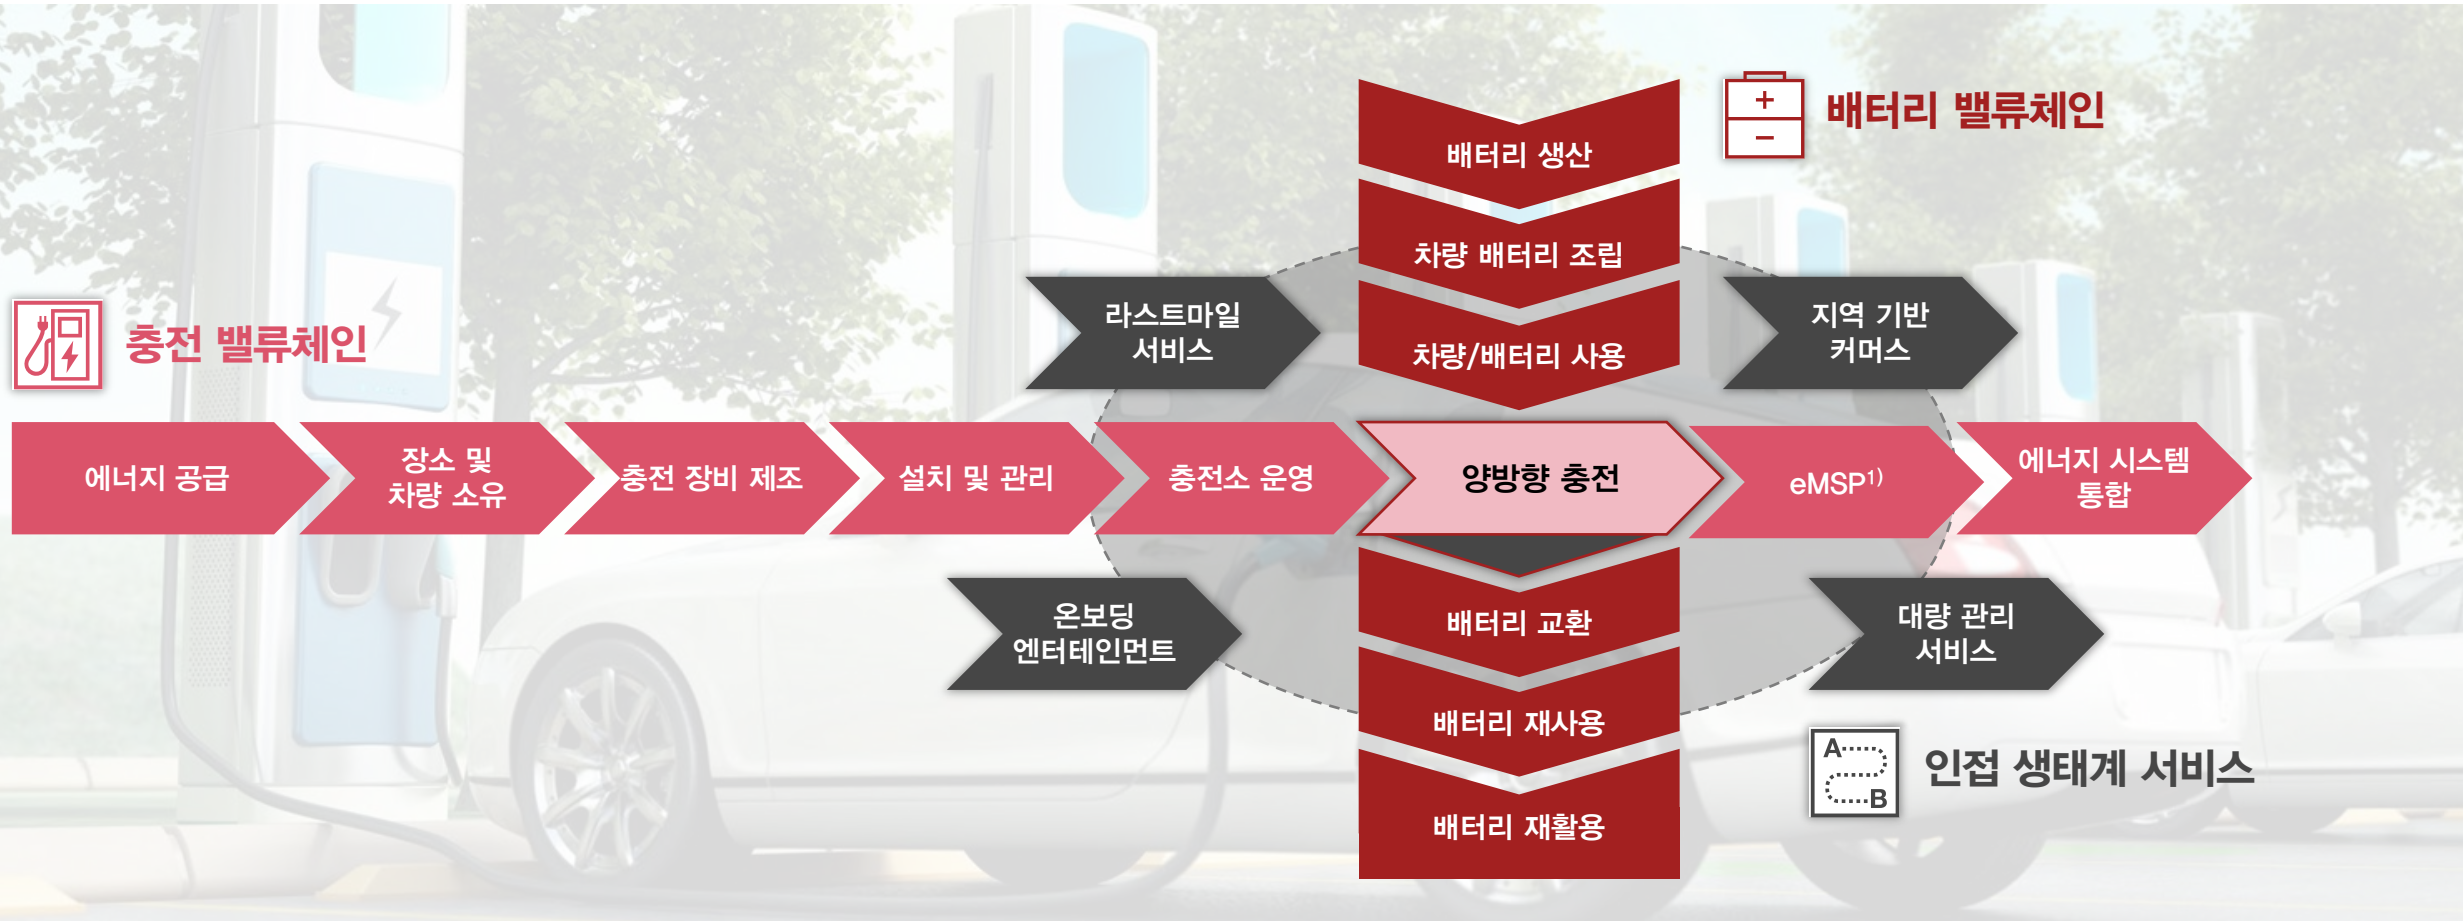 배터리 밸류체인
+
−
배터리 생산
차량 배터리 조립
차량/배터리 사용
라스트마일
서비스
지역 기반
커머스
충전 밸류체인
에너지 공급
장소 및
차량 소유
충전 장비 제조
설치 및 관리
충전소 운영
양방향 충전
eMSP1)
에너지 시스템
통합
온보딩
엔터테인먼트
배터리 교환
대량 관리
서비스
배터리 재사용
배터리 재활용
A
B
인접 생태계 서비스